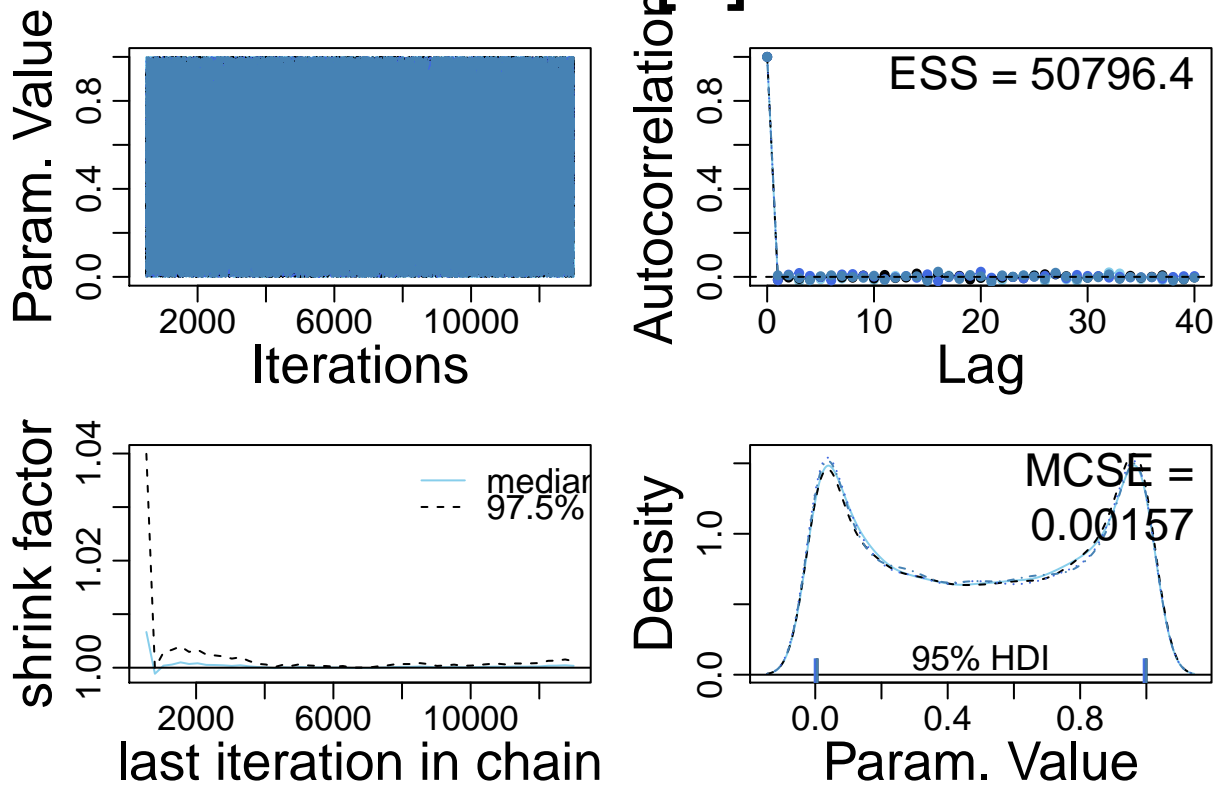 Param. Value
0.0 0.4 0.8
2000 6000 10000
Iterations
Autocorrelation
0.0 0.4 0.8
ESS = 50796.4
0 10 20 30 40
Lag
shrink factor
1.00 1.02 1.04
median
97.5%
2000 6000 10000
last iteration in chain
Density
0.0 1.0
MCSE =
0.00157
95% HDI
0.0 0.4 0.8
Param. Value